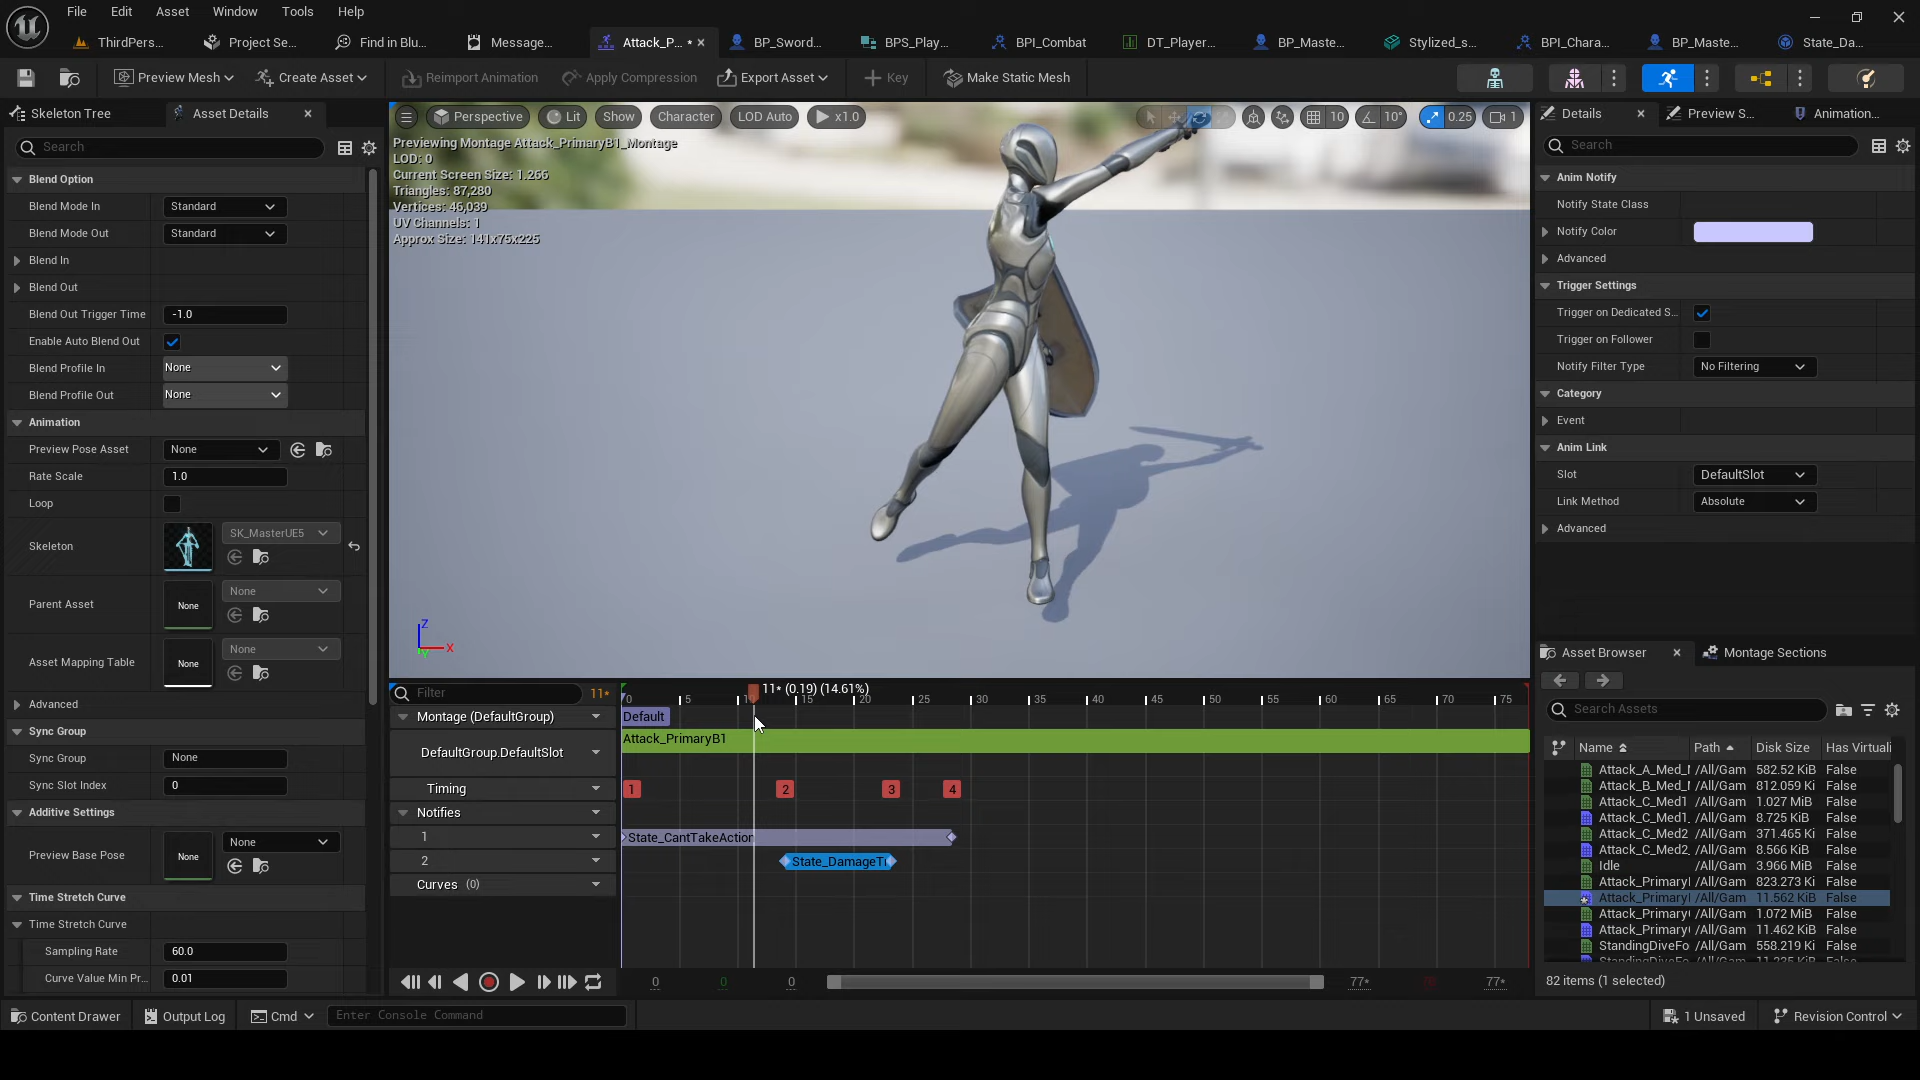 File Edit Asset Window Tools Help
ThirdPers... Project Se... Find in Blu... Message... Attack_P... * BP_Sword... BPS_Play... BPI_Combat DT_Player... BP_Maste... Stylized_s... BPI_Chara... BP_Maste... State_Da...
Preview Mesh Create Asset Reimport Animation Apply Compression Export Asset Key Make Static Mesh
Skeleton Tree Asset Details
Search
Blend Option
Blend Mode In Standard
Blend Mode Out Standard
Blend In
Blend Out
Blend Out Trigger Time -1.0
Enable Auto Blend Out
Blend Profile In None
Blend Profile Out None
Animation
Preview Pose Asset None
Rate Scale 1.0
Loop
Skeleton SK_MasterUE5
Parent Asset None None
Asset Mapping Table None None
Advanced
Sync Group
Sync Group None
Sync Slot Index 0
Additive Settings
Preview Base Pose None None
Time Stretch Curve
Time Stretch Curve
Sampling Rate 60.0
Curve Value Min Pr... 0.01
Perspective Lit Show Character LOD Auto x1.0 10 10° 0.25 1
Previewing Montage Attack_PrimaryB1_Montage
LOD: 0
Current Screen Size: 1.266
Triangles: 87,280
Vertices: 46,039
UV Channels: 1
Approx Size: 141x75x225
Z
X
Y
Filter 11*
11* (0.19) (14.61%)
0 5 10 15 20 25 30 35 40 45 50 55 60 65 70 75
Montage (DefaultGroup) Default
DefaultGroup.DefaultSlot Attack_PrimaryB1
Timing 1 2 3 4
Notifies
1 State_CantTakeAction
2 State_DamageTr
Curves (0)
0 0 0 77* 77*
Details Preview S... Animation...
Search
Anim Notify
Notify State Class
Notify Color
Advanced
Trigger Settings
Trigger on Dedicated S...
Trigger on Follower
Notify Filter Type No Filtering
Category
Event
Anim Link
Slot DefaultSlot
Link Method Absolute
Advanced
Asset Browser Montage Sections
Search Assets
Name Path Disk Size Has Virtuali
Attack_A_Med_ /All/Gam 582.52 KiB False
Attack_B_Med_ /All/Gam 812.059 Ki False
Attack_C_Med1 /All/Gam 1.027 MiB False
Attack_C_Med1_ /All/Gam 8.725 KiB False
Attack_C_Med2 /All/Gam 371.465 Ki False
Attack_C_Med2_ /All/Gam 8.566 KiB False
Idle /All/Gam 3.966 MiB False
Attack_Primary /All/Gam 823.273 Ki False
Attack_Primary /All/Gam 11.562 KiB False
Attack_Primary /All/Gam 1.072 MiB False
Attack_Primary /All/Gam 11.462 KiB False
StandingDiveFo /All/Gam 558.219 Ki False
StandingDiveFo /All/Gam 11.235 KiB False
82 items (1 selected)
Content Drawer Output Log Cmd Enter Console Command 1 Unsaved Revision Control